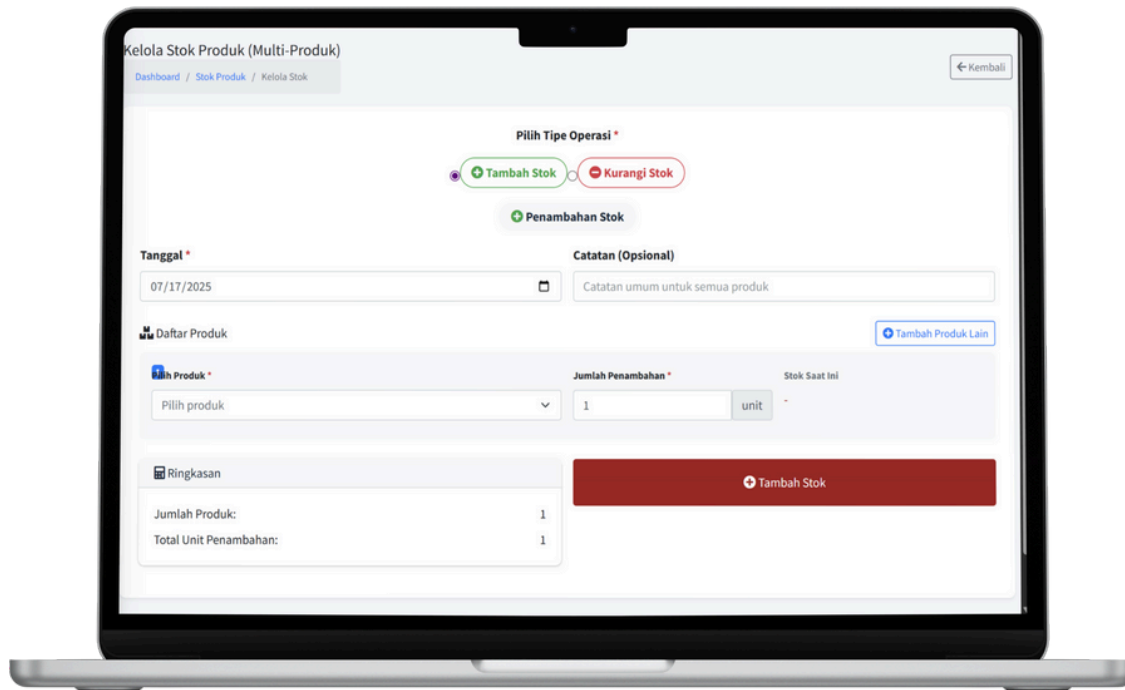 Kelola Stok Produk (Multi-Produk)
Dashboard / Stok Produk / Kelola Stok
Kembali
Pilih Tipe Operasi *
Tambah Stok
Kurangi Stok
Penambahan Stok
Tanggal *
Catatan (Opsional)
07/17/2025
Catatan umum untuk semua produk
Daftar Produk
Tambah Produk Lain
Pilih Produk *
Jumlah Penambahan *
Stok Saat Ini
Pilih produk
1
unit
-
Ringkasan
Tambah Stok
Jumlah Produk: 1
Total Unit Penambahan: 1